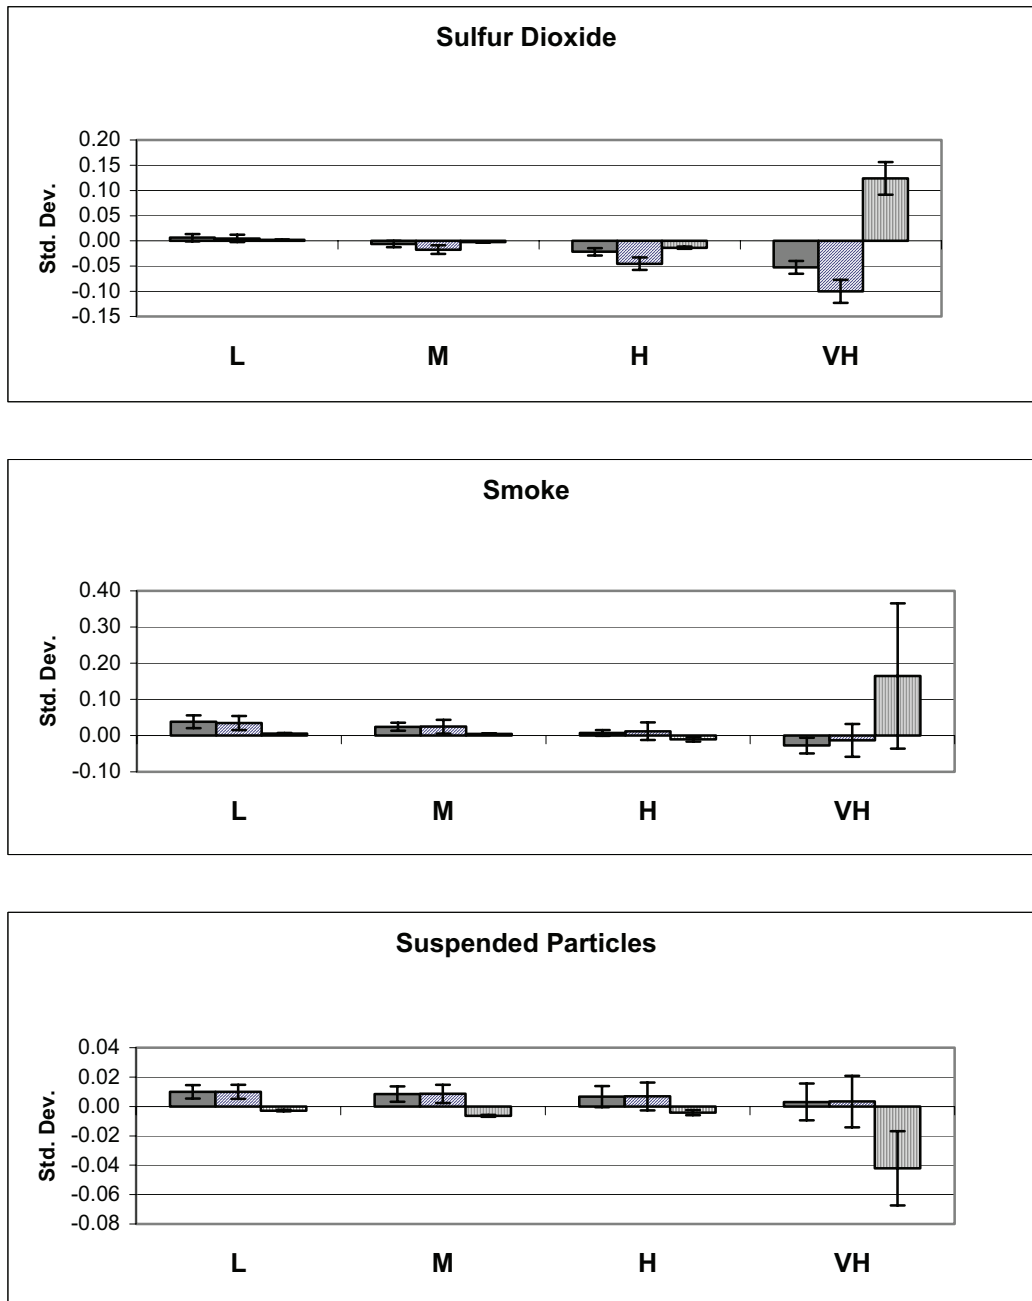 Sulfur Dioxide
Std. Dev.
0.20
0.15
0.10
0.05
0.00
-0.05
-0.10
-0.15
L M H VH
Smoke
Std. Dev.
0.40
0.30
0.20
0.10
0.00
-0.10
L M H VH
Suspended Particles
Std. Dev.
0.04
0.02
0.00
-0.02
-0.04
-0.06
-0.08
L M H VH